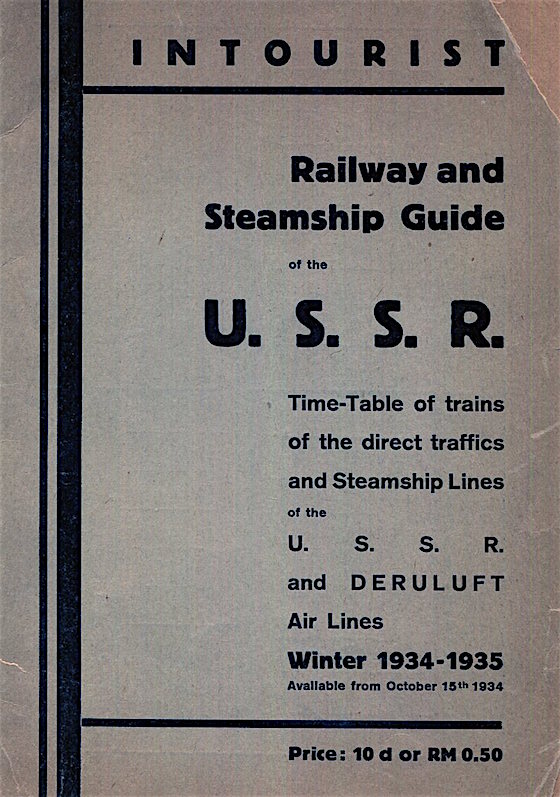 INTOURIST
Railway and
Steamship Guide
of the
U. S. S. R.
Time-Table of trains
of the direct traffics
and Steamship Lines
of the
U. S. S. R.
and DERULUFT
Air Lines
Winter 1934-1935
Available from October 15th 1934
Price: 10 d or RM 0.50